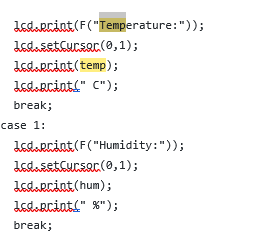 lcd.print(F("Temperature:"));
lcd.setCursor(0,1);
lcd.print(temp);
lcd.print(" C");
break;
case 1:
lcd.print(F("Humidity:"));
lcd.setCursor(0,1);
lcd.print(hum);
lcd.print(" %");
break;